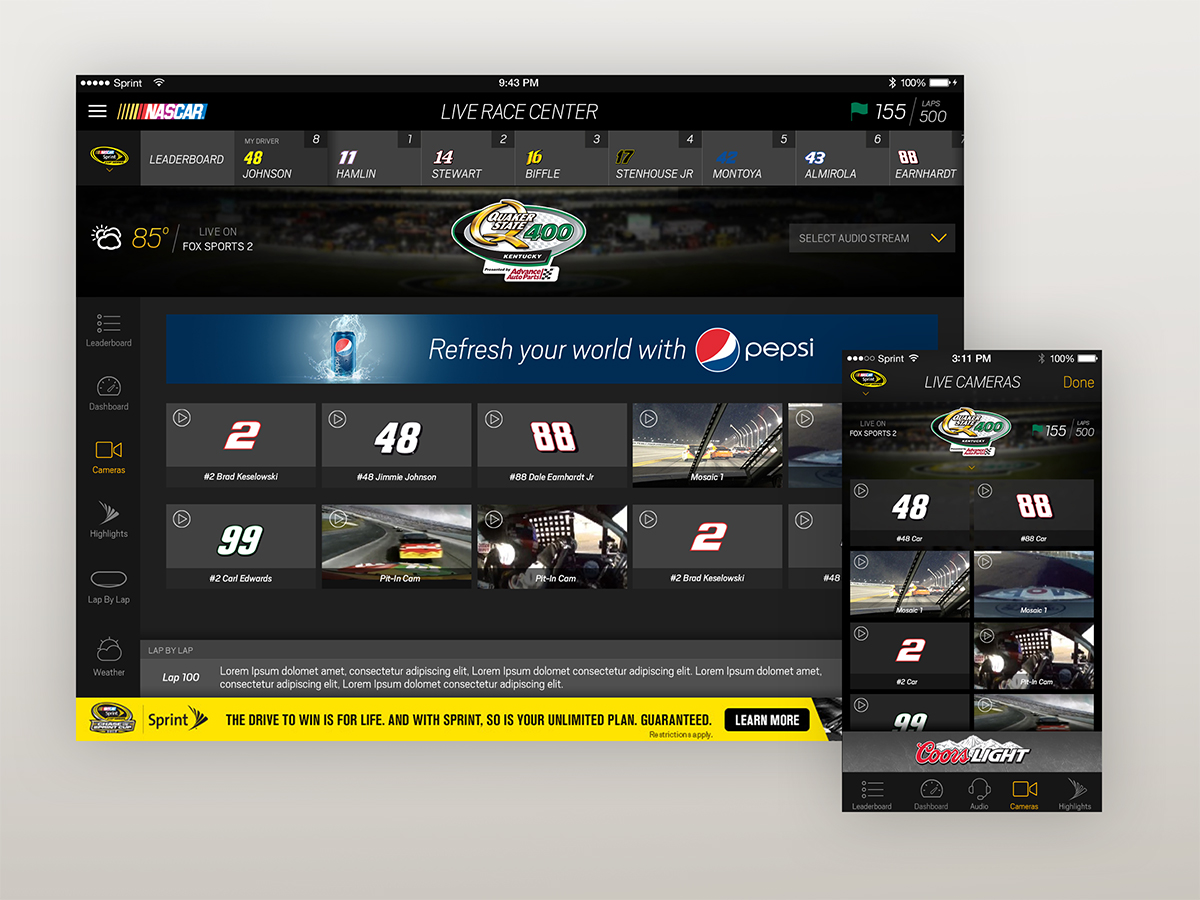 Sprint 9:43 PM 100%
NASCAR LIVE RACE CENTER 155 LAPS 500
NASCAR Sprint CUP SERIES
LEADERBOARD
MY DRIVER 8
48
JOHNSON
1
11
HAMLIN
2
14
STEWART
3
16
BIFFLE
4
17
STENHOUSE JR
5
42
MONTOYA
6
43
ALMIROLA
7
88
EARNHARDT
85°
LIVE ON
FOX SPORTS 2
QUAKER STATE 400
KENTUCKY
Presented by Advance Auto Parts
SELECT AUDIO STREAM
Leaderboard
Dashboard
Cameras
Highlights
Lap By Lap
Weather
Refresh your world with pepsi
2
#2 Brad Keselowski
48
#48 Jimmie Johnson
88
#88 Dale Earnhardt Jr
Mosaic 1
99
#2 Carl Edwards
Pit-In Cam
Pit-In Cam
2
#2 Brad Keselowski
#48
LAP BY LAP
Lap 100
Lorem Ipsum dolomet amet, consectetur adipiscing elit, Lorem Ipsum dolomet amet, consectetur adipiscing elit. Lorem Ipsum dolomet amet,
consectetur adipiscing elit, Lorem Ipsum dolomet amet, consectetur adipiscing elit.
Sprint
THE DRIVE TO WIN IS FOR LIFE. AND WITH SPRINT, SO IS YOUR UNLIMITED PLAN. GUARANTEED.
Restrictions apply.
LEARN MORE
Sprint 3:11 PM 100%
NASCAR Sprint
LIVE CAMERAS
Done
LIVE ON
FOX SPORTS 2
QUAKER STATE 400
KENTUCKY
155 LAPS 500
48
#48 Car
88
#88 Car
Mosaic 1
Mosaic 1
2
#2 Car
Pit-In Cam
99
Coors LIGHT
Leaderboard
Dashboard
Audio
Cameras
Highlights